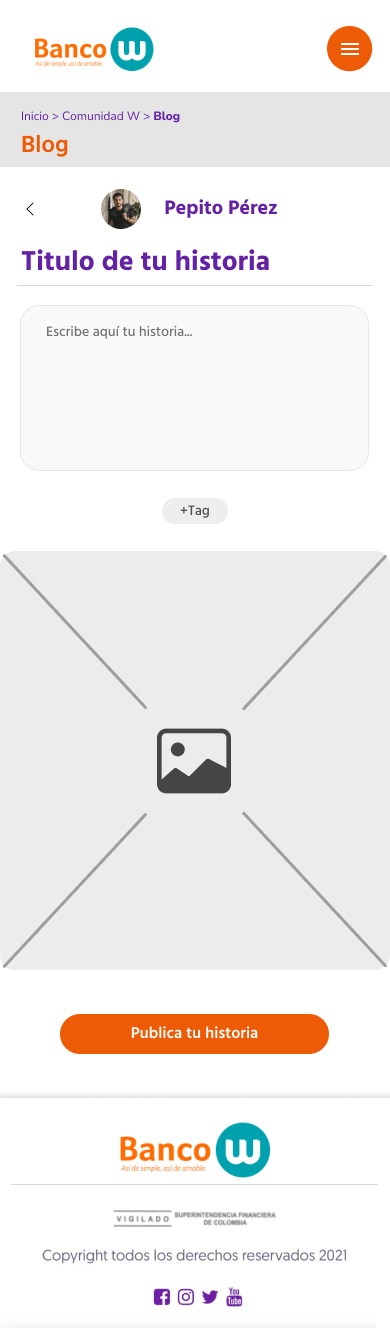 Banco W
Así de simple, así de amable.
Inicio > Comunidad W > Blog
Blog
Pepito Pérez
Titulo de tu historia
Escribe aquí tu historia...
+Tag
Publica tu historia
Banco W
Así de simple, así de amable.
VIGILADO SUPERINTENDENCIA FINANCIERA
DE COLOMBIA
Copyright todos los derechos reservados 2021
You
Tube